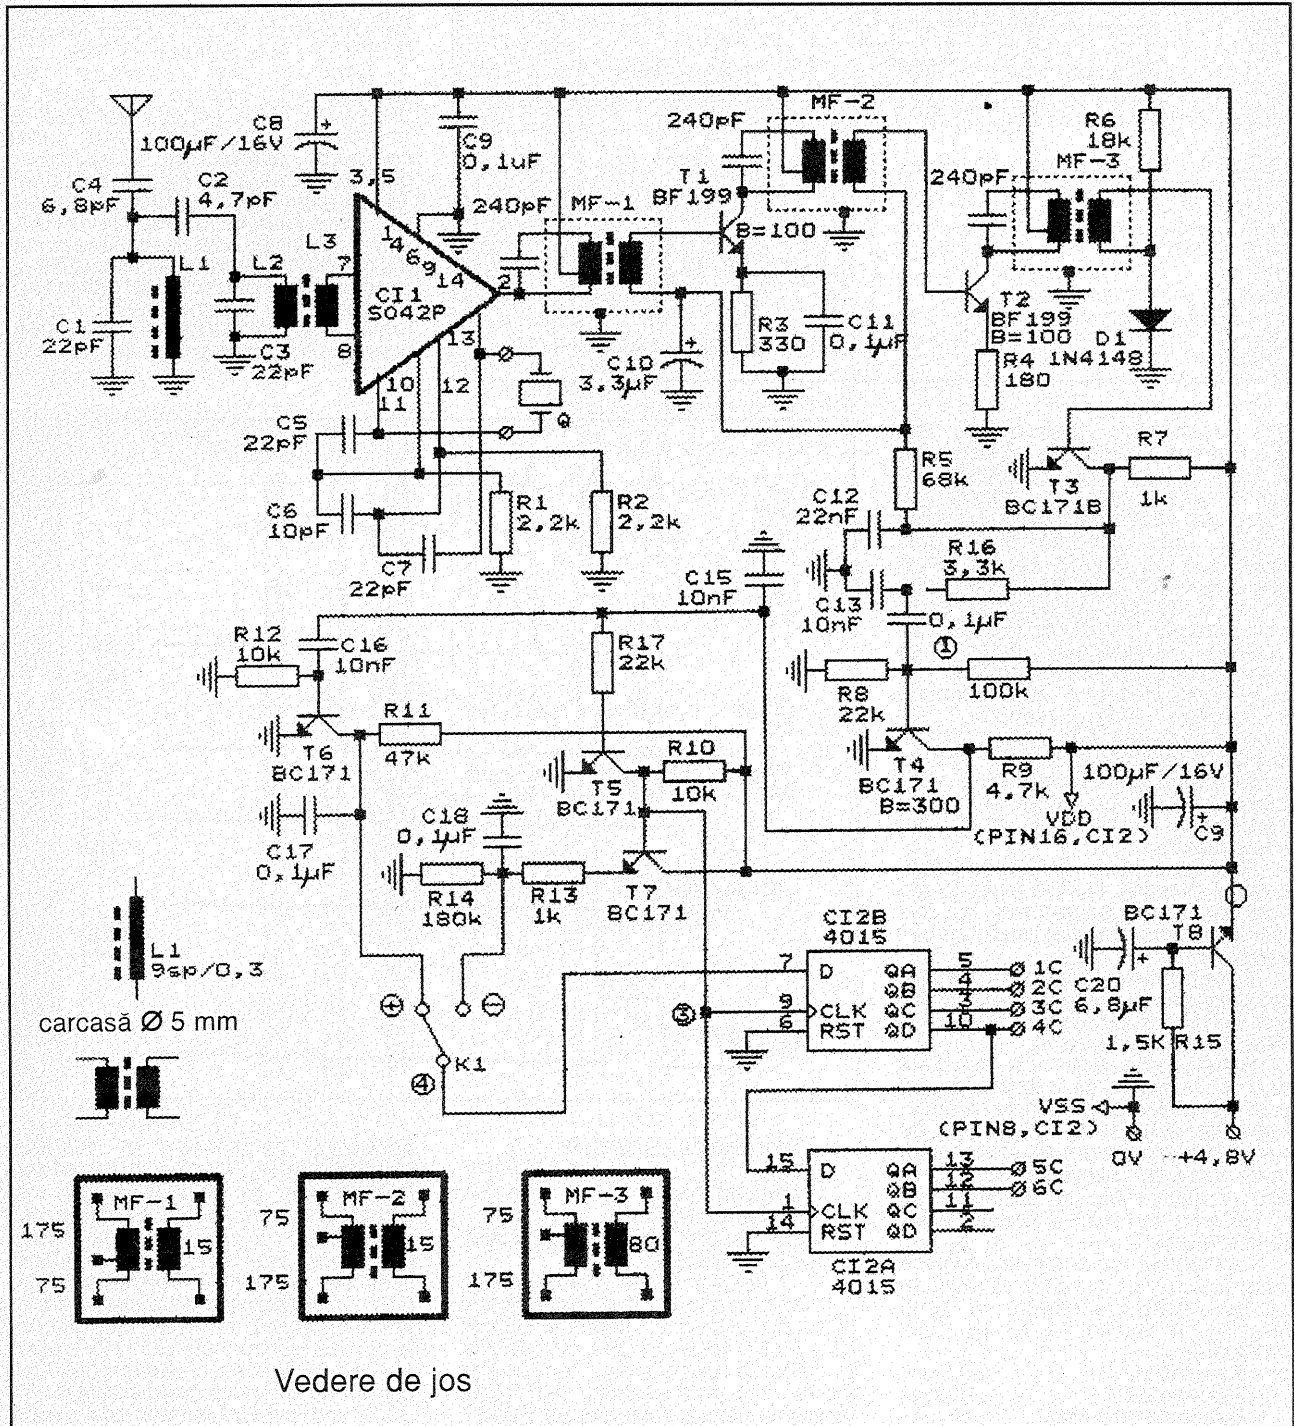 C8
100µF/16V
C9
0,1uF
240pF
MF-2
R6
18k
MF-3
C4
6,8pF
C2
4,7pF
3,5
T1
BF199
240pF
240pF
MF-1
B=100
L1
L2
L3
7
1
4
6
9
14
2
CI1
SO42P
8
13
10
11
12
C1
22pF
C3
22pF
C10
3,3µF
R3
330
C11
0,1µF
T2
BF199
B=100
D1
1N4148
R4
180
Q
C5
22pF
R5
68k
R7
1k
T3
BC171B
C6
10pF
R1
2,2k
R2
2,2k
C12
22nF
C7
22pF
C15
10nF
R16
3,3k
C13
10nF
0,1µF
1
R12
10k
C16
10nF
R17
22k
R8
22k
100k
R11
47k
T6
BC171
R10
10k
T5
BC171
T4
BC171
B=300
R9
4.7k
100µF/16V
VDD
(PIN16,CI2)
C9
C17
0,1µF
C18
0,1µF
R14
180k
R13
1k
T7
BC171
L1
9sp/0,3
carcasă Ø 5 mm
CI2B
4015
BC171
T8
7
D
QA
5
1C
QB
4
2C
9
CLK
QC
3
3C
6
RST
QD
10
4C
C20
6,8µF
3
+
−
K1
4
1,5K R15
VSS
(PIN8,CI2)
0V
+4,8V
15
D
QA
13
5C
QB
12
6C
1
CLK
QC
11
14
RST
QD
2
CI2A
4015
MF-1
175
15
75
MF-2
75
15
175
MF-3
75
80
175
Vedere de jos